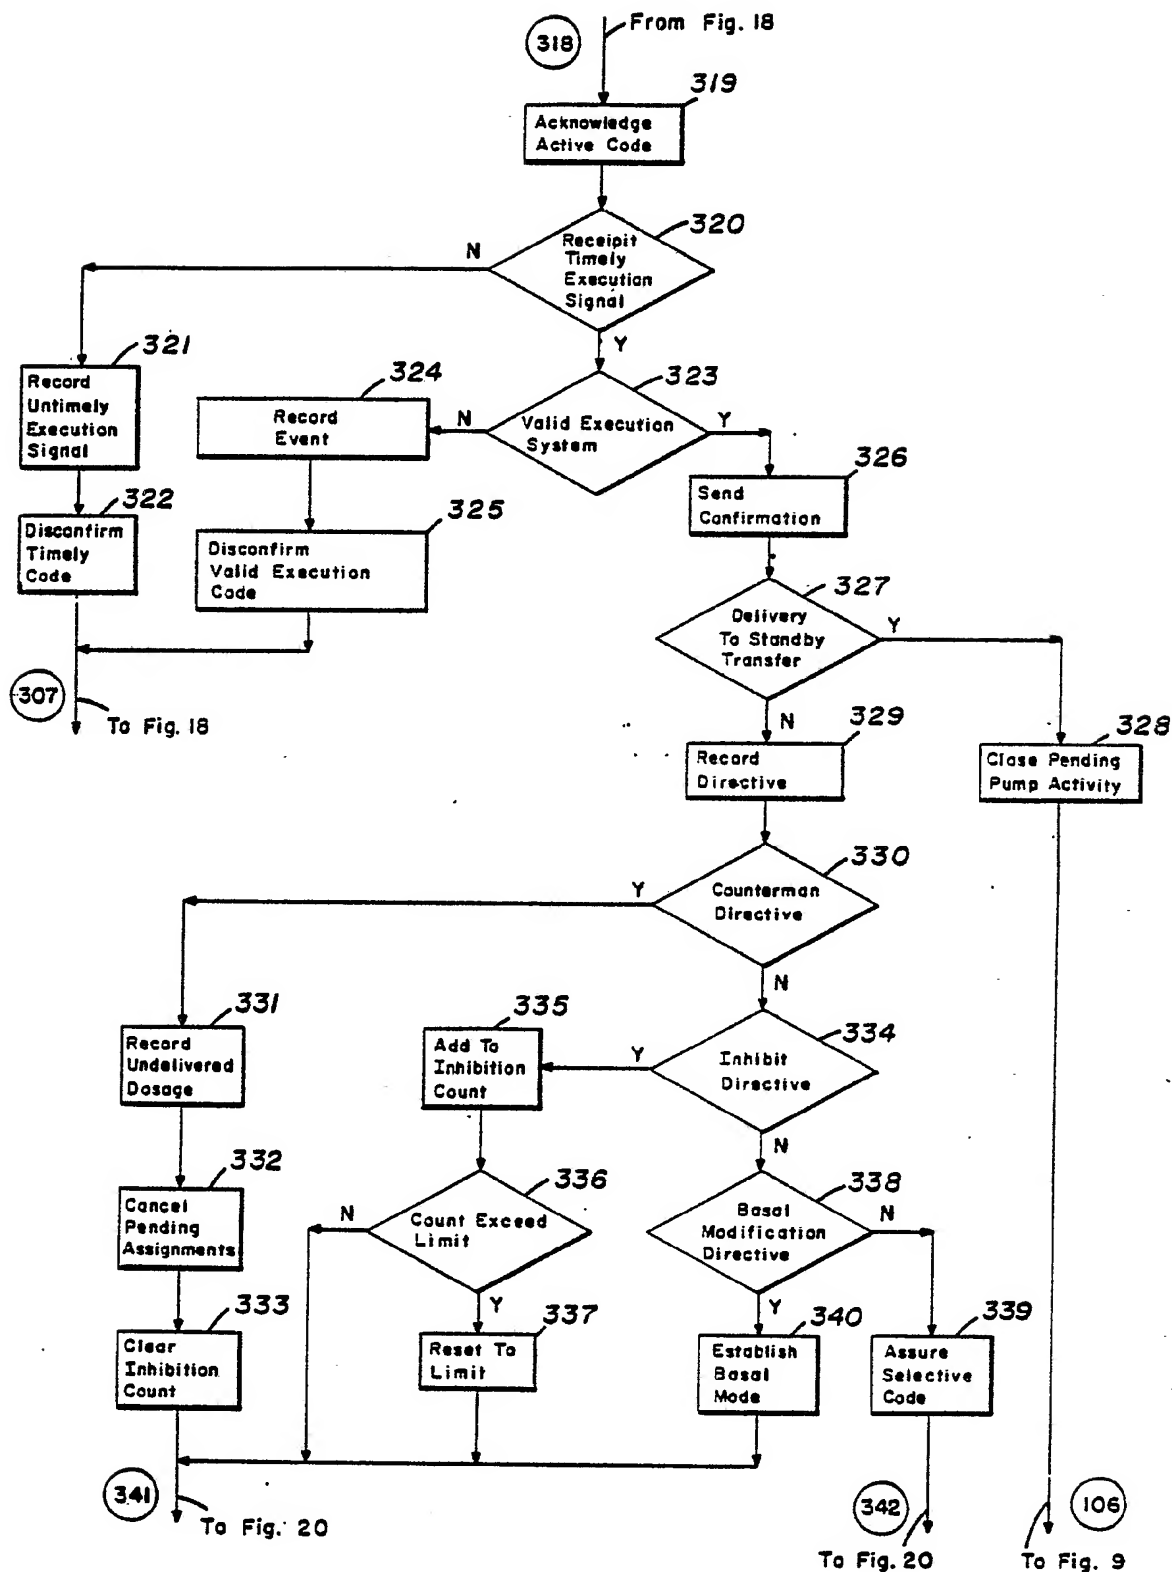 From Fig. 18
318
319
Acknowledge
Active Code
320
Receipit
Timely
Execution
Signal
N
Y
321
Record
Untimely
Execution
Signal
322
Disconfirm
Timely
Code
324
Record
Event
325
Disconfirm
Valid Execution
Code
323
Valid Execution
System
N
Y
326
Send
Confirmation
327
Delivery
To Standby
Transfer
Y
N
307
To Fig. 18
329
Record
Directive
328
Close Pending
Pump Activity
330
Counterman
Directive
Y
N
331
Record
Undelivered
Dosage
335
Add To
Inhibition
Count
334
Inhibit
Directive
Y
N
332
Cancel
Pending
Assignments
336
Count Exceed
Limit
N
Y
338
Basal
Modification
Directive
N
Y
333
Clear
Inhibition
Count
337
Reset To
Limit
340
Establish
Basal
Mode
339
Assure
Selective
Code
341
To Fig. 20
342
To Fig. 20
106
To Fig. 9